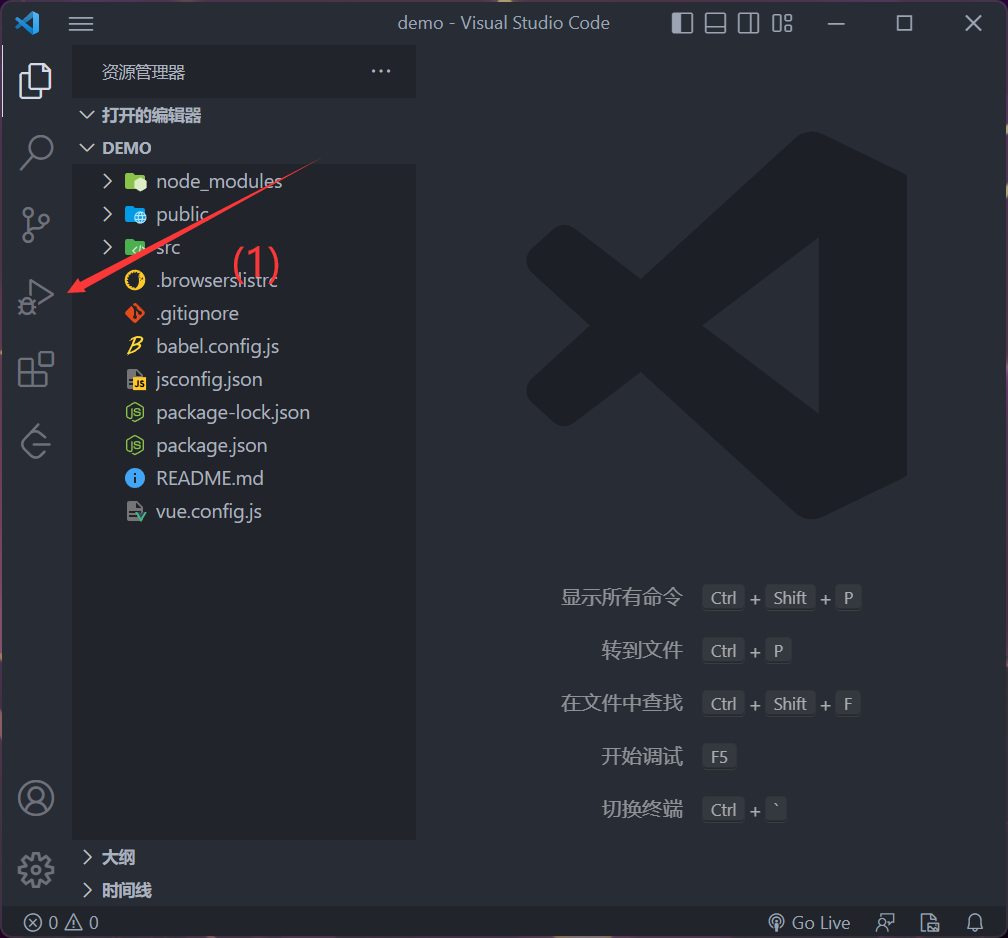 demo - Visual Studio Code
资源管理器
打开的编辑器
DEMO
node_modules
public
src
(1)
.browserslistrc
.gitignore
babel.config.js
jsconfig.json
package-lock.json
package.json
README.md
vue.config.js
显示所有命令 Ctrl + Shift + P
转到文件 Ctrl + P
在文件中查找 Ctrl + Shift + F
开始调试 F5
切换终端 Ctrl + `
大纲
时间线
0 0 Go Live